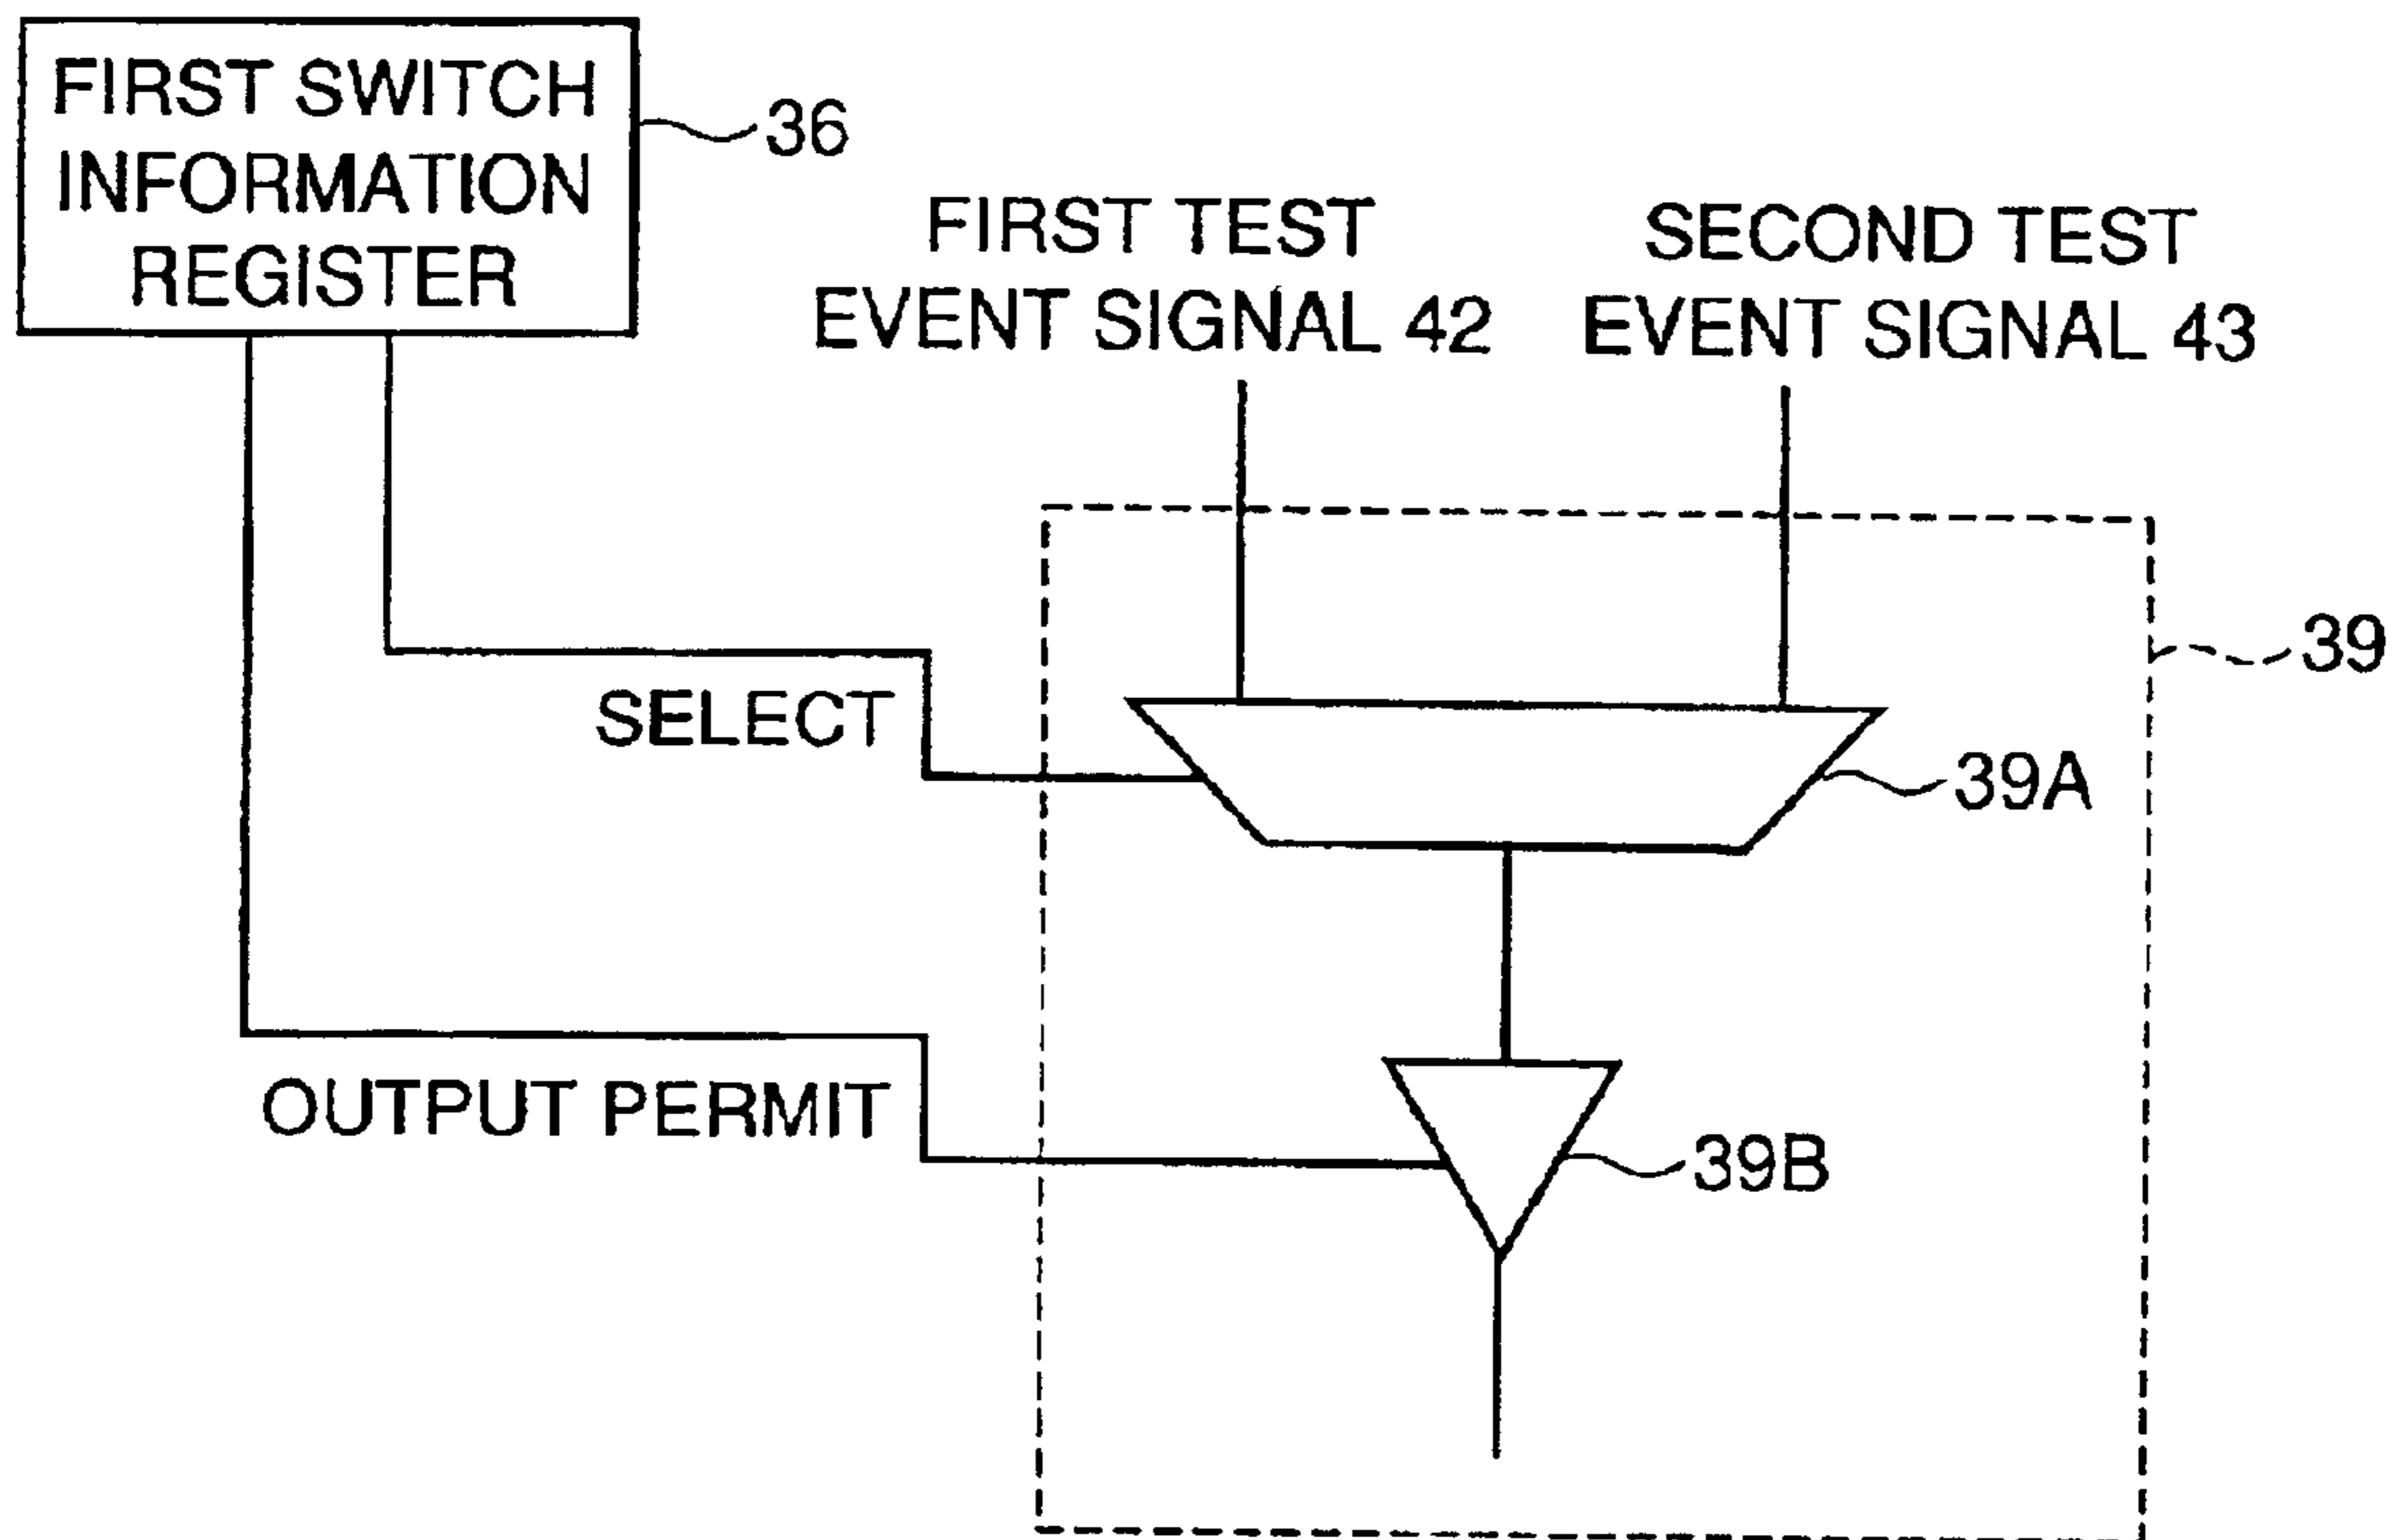 FIRST SWITCH
INFORMATION
REGISTER
36
FIRST TEST
EVENT SIGNAL 42
SECOND TEST
EVENT SIGNAL 43
39
SELECT
39A
OUTPUT PERMIT
39B